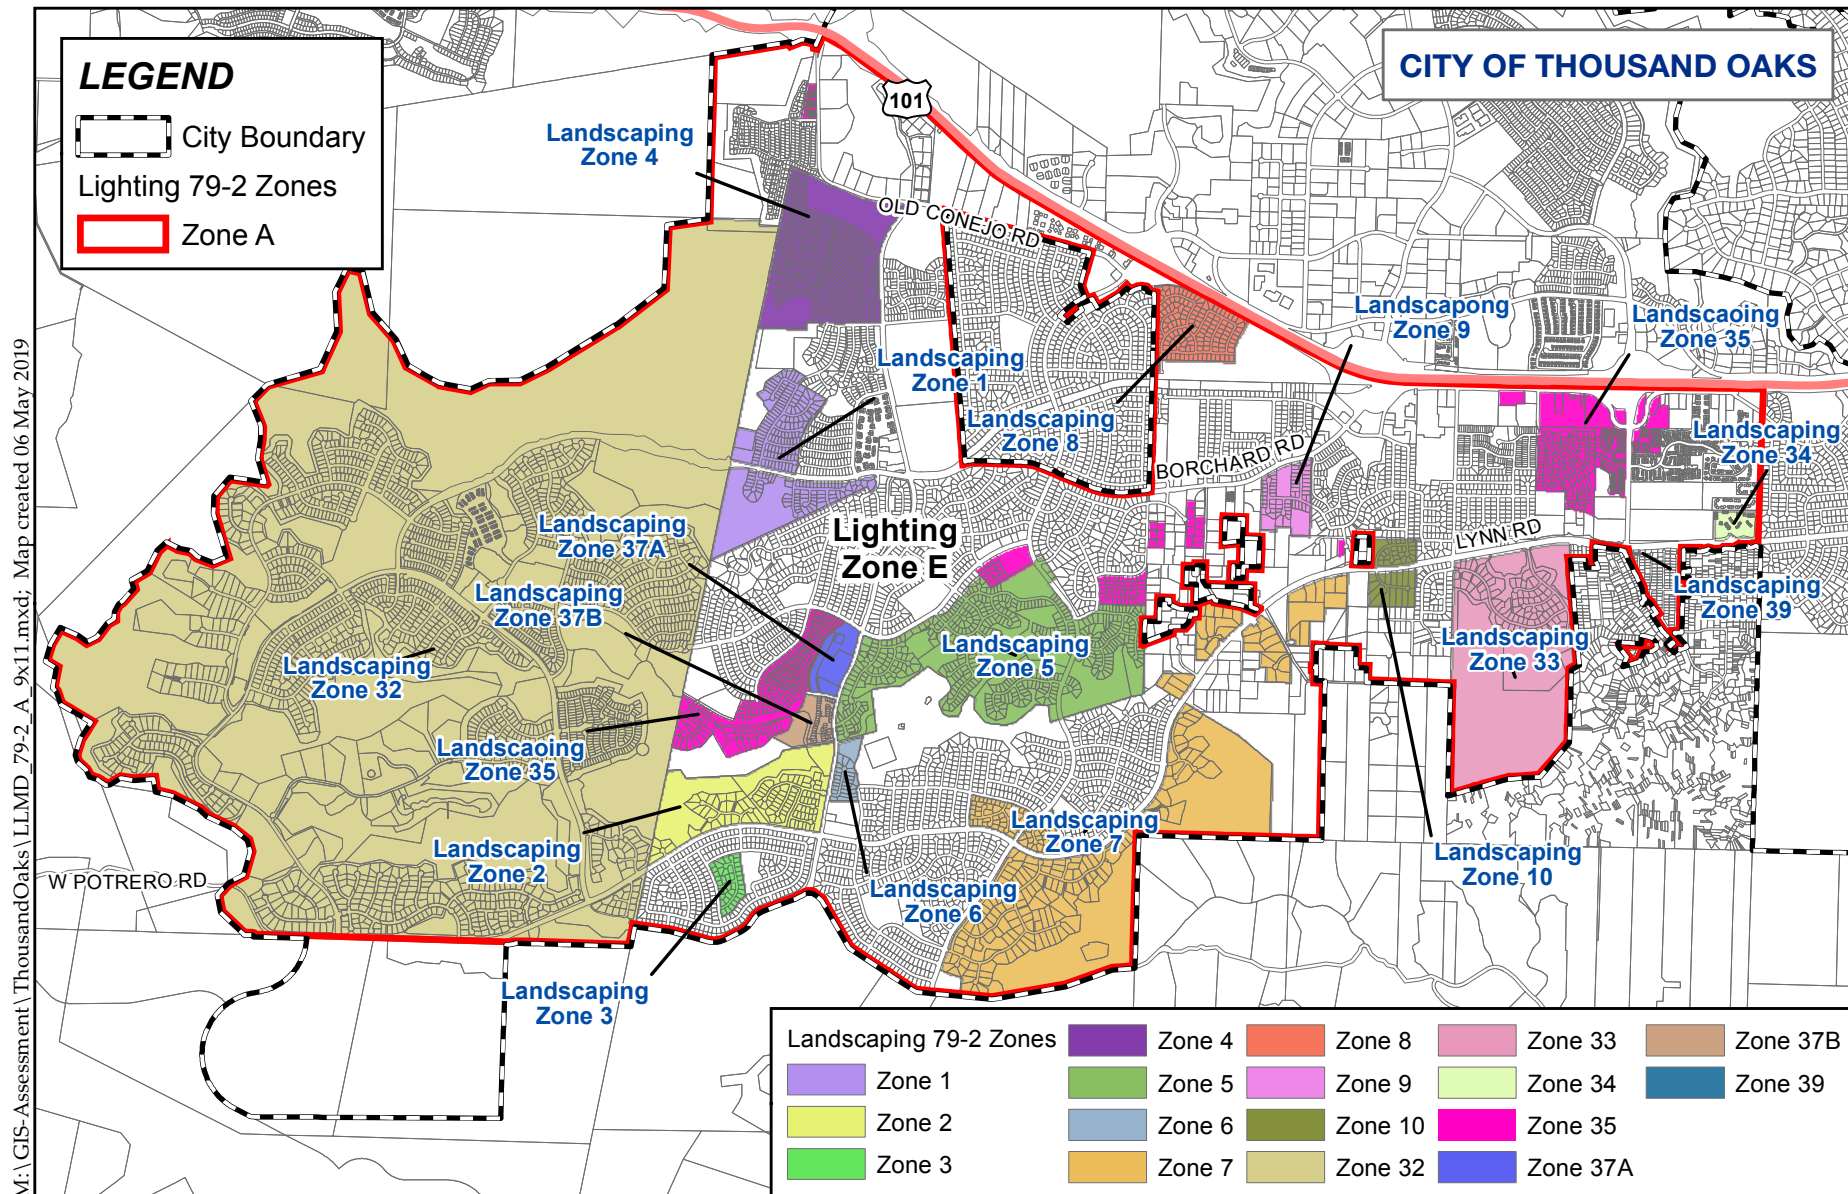 LEGEND
City Boundary
Lighting 79-2 Zones
Zone A
CITY OF THOUSAND OAKS
101
Landscaping
Zone 4
OLD CONEJO RD
Landscapong
Zone 9
Landscaoing
Zone 35
Landscaping
Zone 1
Landscaping
Zone 8
BORCHARD RD
Landscaping
Zone 34
Landscaping
Zone 37A
Lighting
Zone E
LYNN RD
Landscaping
Zone 37B
Landscaping
Zone 39
Landscaping
Zone 5
Landscaping
Zone 33
Landscaping
Zone 32
Landscaoing
Zone 35
Landscaping
Zone 7
Landscaping
Zone 2
Landscaping
Zone 10
W POTRERO RD
Landscaping
Zone 6
Landscaping
Zone 3
Landscaping 79-2 Zones
Zone 1
Zone 2
Zone 3
Zone 4
Zone 5
Zone 6
Zone 7
Zone 8
Zone 9
Zone 10
Zone 32
Zone 33
Zone 34
Zone 35
Zone 37A
Zone 37B
Zone 39
M:\GIS-Assessment\ThousandOaks\LLMD_79-2_A_9x11.mxd; Map created 06 May 2019